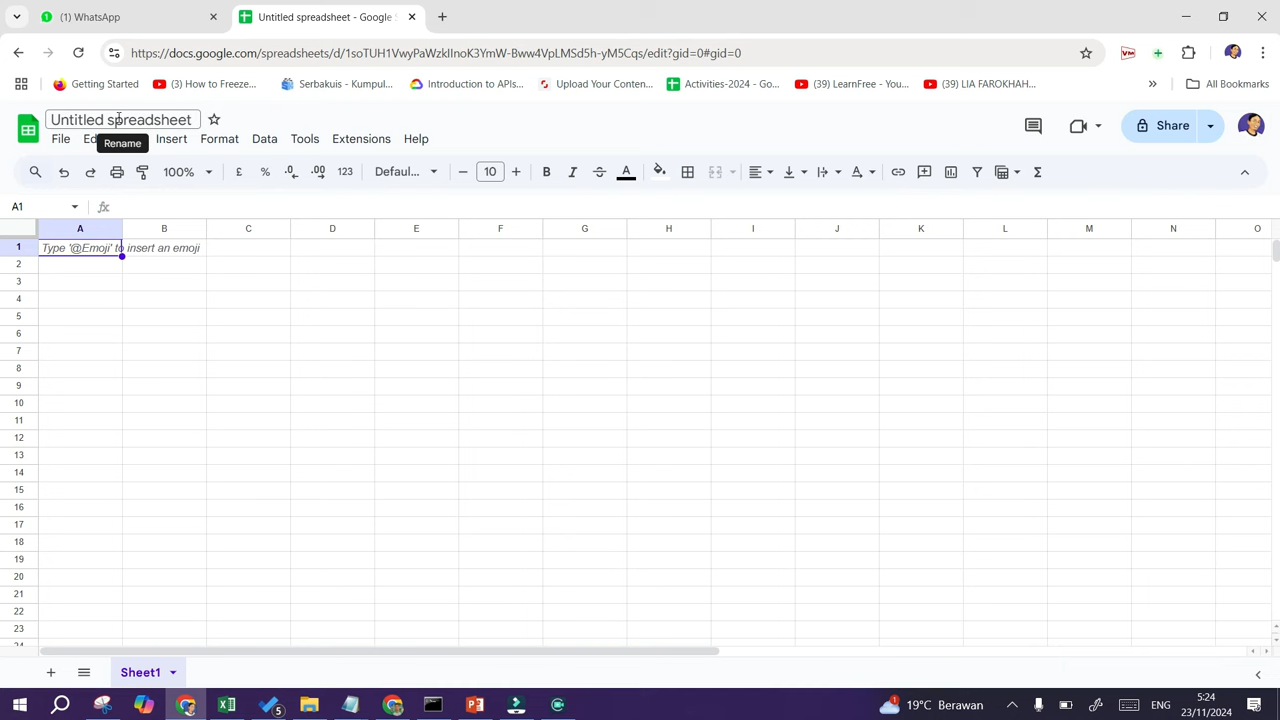 (1) WhatsApp
Untitled spreadsheet - Google S
https://docs.google.com/spreadsheets/d/1soTUH1VwyPaWzkIInoK3YmW-Bww4VpLMSd5h-yM5Cqs/edit?gid=0#gid=0
Getting Started
(3) How to Freeze...
Serbakuis - Kumpul...
Introduction to APIs...
Upload Your Conten...
Activities-2024 - Go...
(39) LearnFree - You...
(39) LIA FAROKHAH...
All Bookmarks
Untitled spreadsheet
File Ed Insert Format Data Tools Extensions Help
Share
Rename
100% £ % .0 .00 123 Defaul... 10 B I S A
A1 fx
A B C D E F G H I J K L M N O
1 Type '@Emoji' to insert an emoji
2
3
4
5
6
7
8
9
10
11
12
13
14
15
16
17
18
19
20
21
22
23
24
Sheet1
5
19°C Berawan
ENG
5:24
23/11/2024